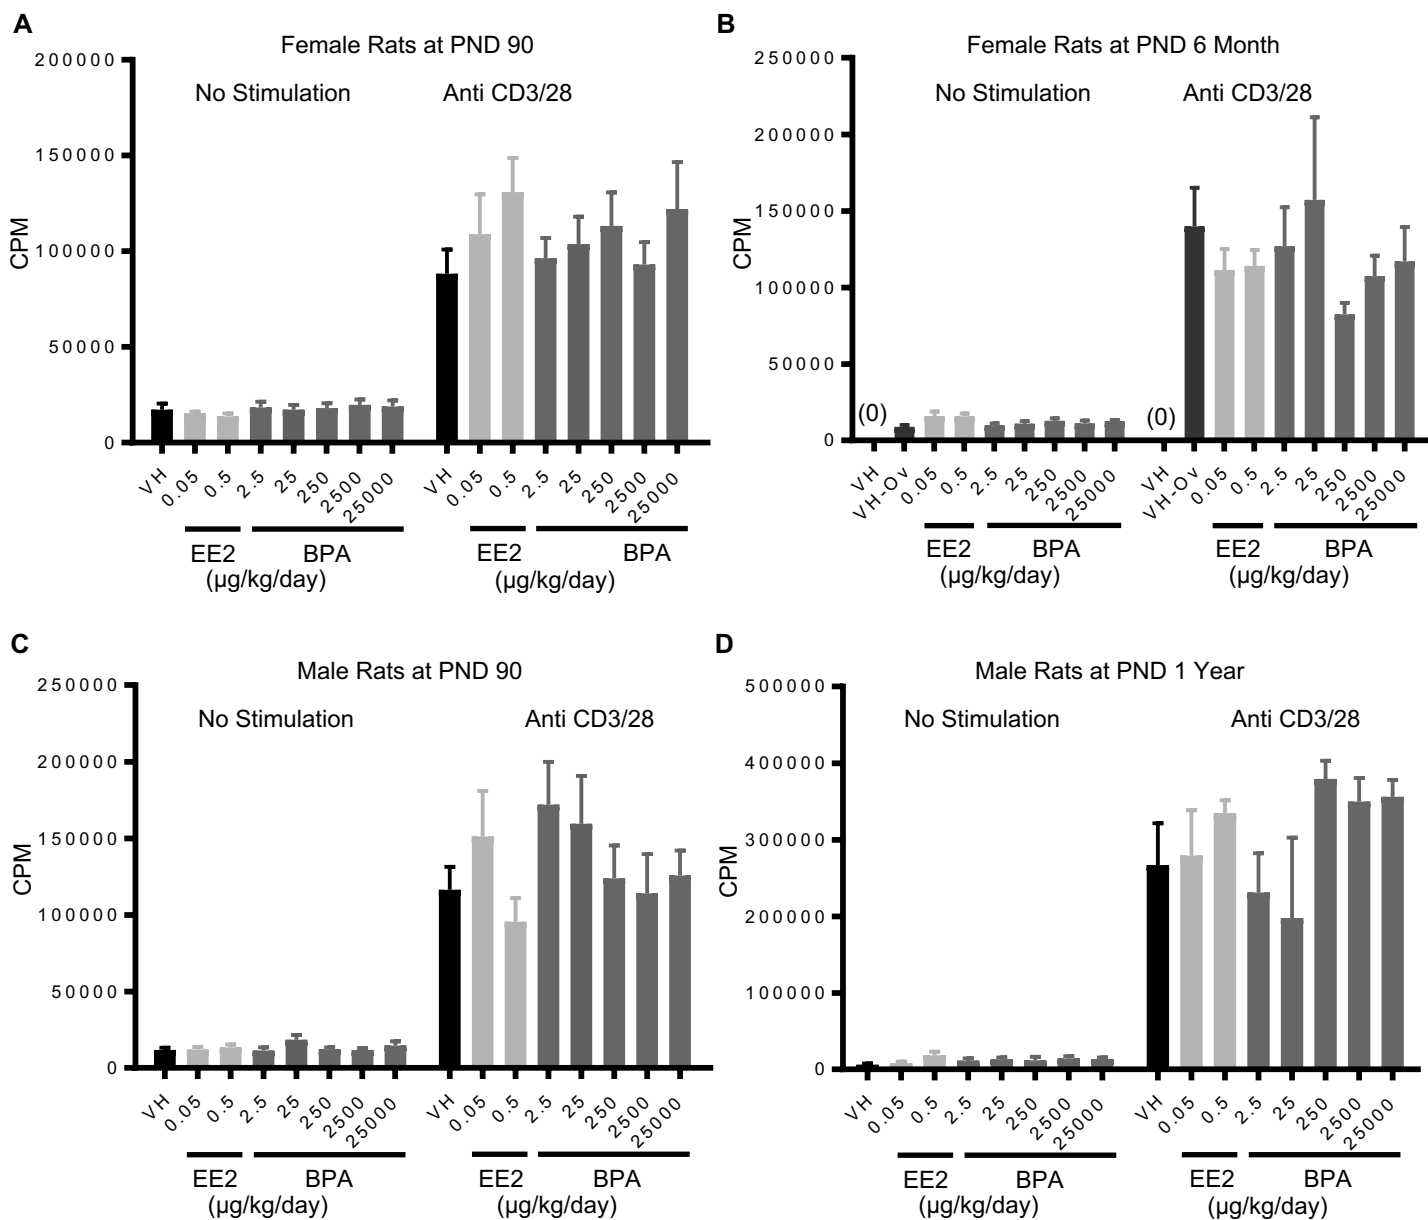 A
Female Rats at PND 90
No Stimulation
Anti CD3/28
CPM
200000
150000
100000
50000
0
VH 0.05 0.5 2.5 25 250 2500 25000
VH 0.05 0.5 2.5 25 250 2500 25000
EE2 BPA
(µg/kg/day)
EE2 BPA
(µg/kg/day)
B
Female Rats at PND 6 Month
No Stimulation
Anti CD3/28
CPM
250000
200000
150000
100000
50000
0
(0)
(0)
VH VH-Ov 0.05 0.5 2.5 25 250 2500 25000
VH VH-Ov 0.05 0.5 2.5 25 250 2500 25000
EE2 BPA
(µg/kg/day)
EE2 BPA
(µg/kg/day)
C
Male Rats at PND 90
No Stimulation
Anti CD3/28
CPM
250000
200000
150000
100000
50000
0
VH 0.05 0.5 2.5 25 250 2500 25000
VH 0.05 0.5 2.5 25 250 2500 25000
EE2 BPA
(µg/kg/day)
EE2 BPA
(µg/kg/day)
D
Male Rats at PND 1 Year
No Stimulation
Anti CD3/28
CPM
500000
400000
300000
200000
100000
0
VH 0.05 0.5 2.5 25 250 2500 25000
VH 0.05 0.5 2.5 25 250 2500 25000
EE2 BPA
(µg/kg/day)
EE2 BPA
(µg/kg/day)